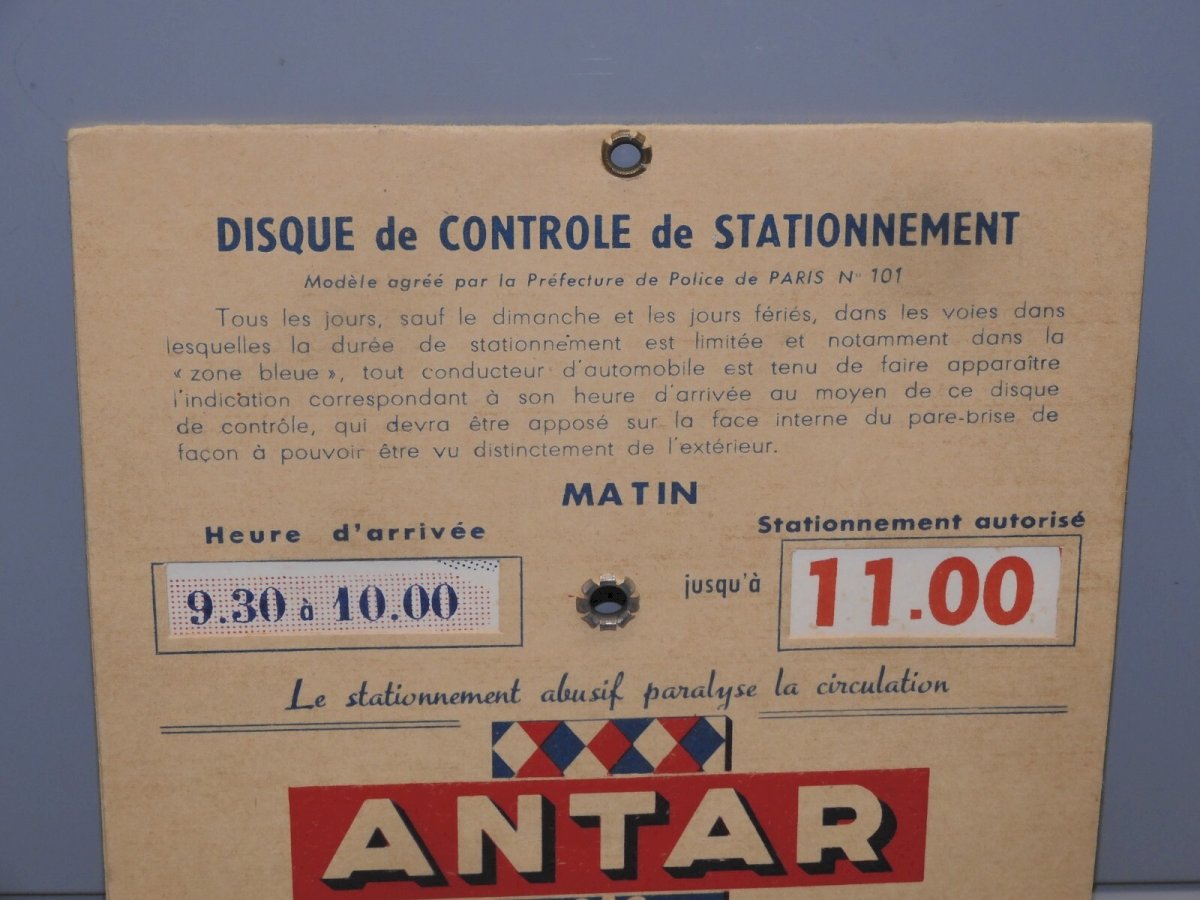 DISQUE de CONTROLE de STATIONNEMENT
Modèle agréé par la Préfecture de Police de PARIS N° 101
Tous les jours, sauf le dimanche et les jours fériés, dans les voies dans
lesquelles la durée de stationnement est limitée et notamment dans la
« zone bleue », tout conducteur d'automobile est tenu de faire apparaître
l'indication correspondant à son heure d'arrivée au moyen de ce disque
de contrôle, qui devra être apposé sur la face interne du pare-brise de
façon à pouvoir être vu distinctement de l'extérieur.
MATIN
Heure d'arrivée
9.30 à 10.00
Stationnement autorisé
jusqu'à
11.00
Le stationnement abusif paralyse la circulation
ANTAR